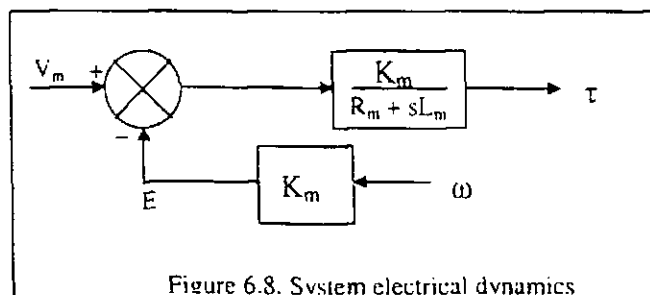 V_m + K_m
R_m + sL_m τ
−
E K_m ω
Figure 6.8. System electrical dynamics